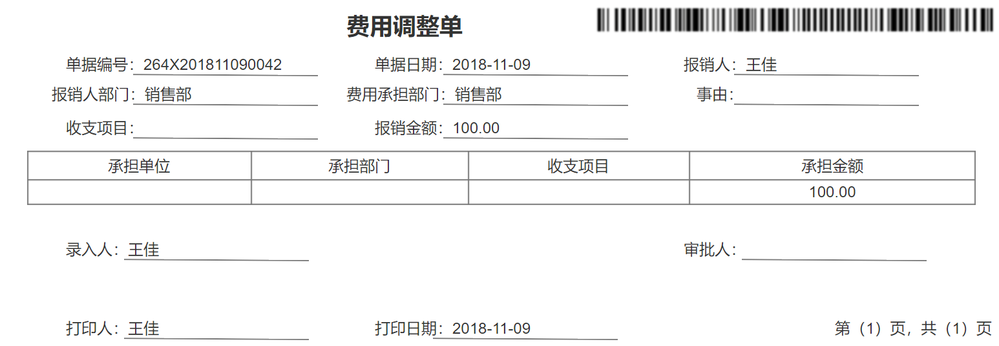 费用调整单
单据编号：264X201811090042 单据日期：2018-11-09 报销人：王佳
报销人部门：销售部 费用承担部门：销售部 事由：
收支项目： 报销金额：100.00
承担单位 承担部门 收支项目 承担金额
100.00
录入人：王佳 审批人：
打印人：王佳 打印日期：2018-11-09 第（1）页，共（1）页